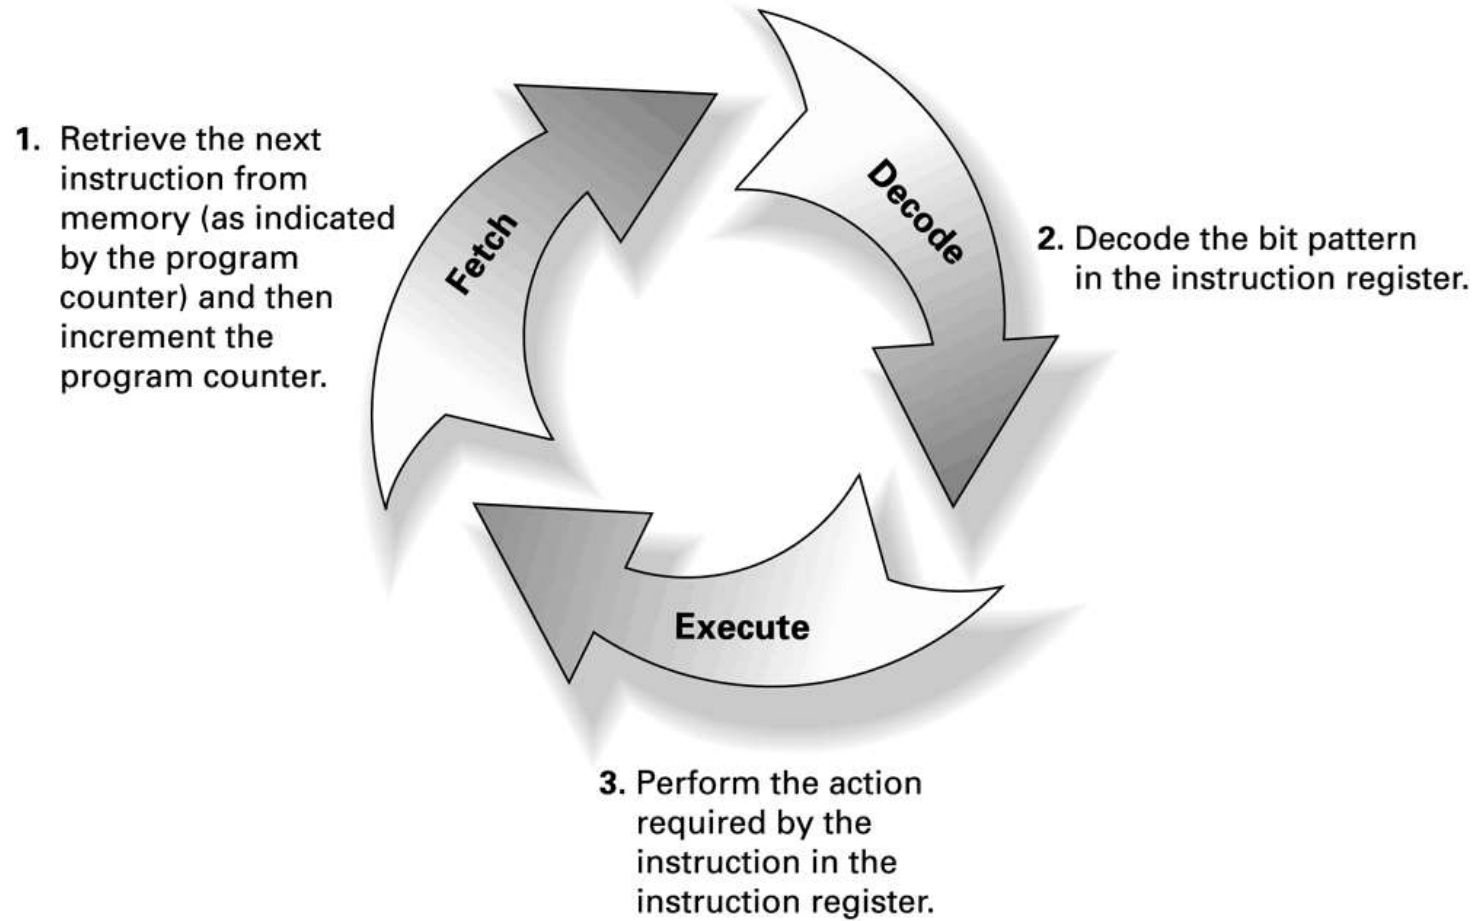 1. Retrieve the next
instruction from
memory (as indicated
by the program
counter) and then
increment the
program counter.
Fetch
Decode
2. Decode the bit pattern
in the instruction register.
Execute
3. Perform the action
required by the
instruction in the
instruction register.